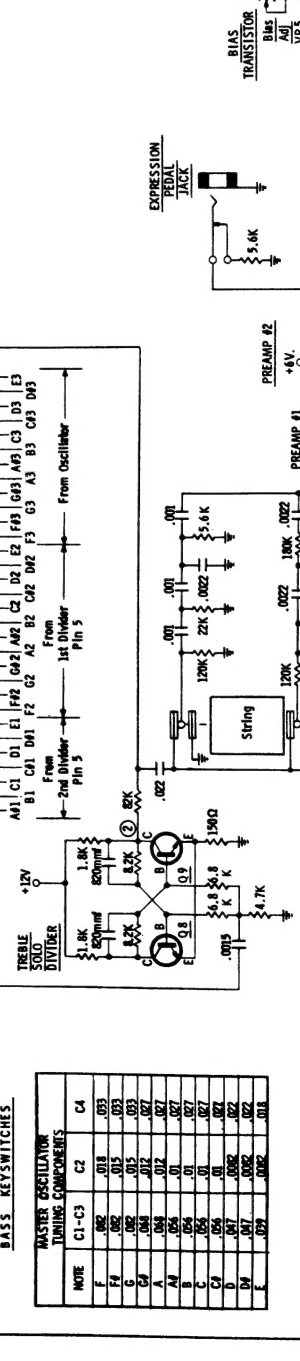 BASS KEYSWITCHES
MASTER OSCILLATOR
TUNING COMPONENTS
NOTE C1-C3 C2 C4
F .082 .018 .033
F# .082 .015 .033
G .082 .015 .033
G# .068 .012 .027
A .068 .012 .027
A# .056 .01 .027
B .056 .01 .027
C .056 .01 .027
C# .056 .01 .027
D .047 .0082 .022
D# .047 .0082 .022
E .039 .0082 .018
TREBLE
SOLO
DIVIDER
+12V
1.8K
1.8K
820mmf
820mmf
8.2K
8.2K
82K
2
C
C
B
B
E
E
Q8
Q9
6.8
K
6.8
K
150Ω
.0015
4.7K
A#1 C1 D1 E1 F#2 G#2 A#2 C2 D2 E2 F#3 G#3 A#3 C3 D3 E3
B1 C#1 D#1 F2 G2 A2 B2 C#2 D#2 F3 G3 A3 B3 C#3 D#3
From
2nd Divider
Pin 5
From
1st Divider
Pin 5
From Oscillator
.022
.001
.001
.001
120K
22K
.0022
5.6K
String
120K
.0022
180K
.0022
PREAMP #1
PREAMP #2
+6V.
EXPRESSION
PEDAL
JACK
5.6K
BIAS
TRANSISTOR
Bias
Adj